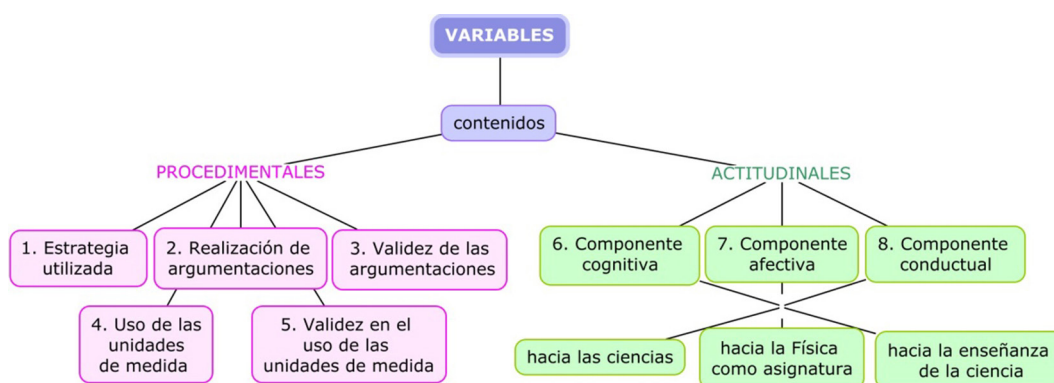 VARIABLES
contenidos
PROCEDIMENTALES
ACTITUDINALES
1. Estrategia
utilizada
2. Realización de
argumentaciones
3. Validez de las
argumentaciones
6. Componente
cognitiva
7. Componente
afectiva
8. Componente
conductual
4. Uso de las
unidades
de medida
5. Validez en el
uso de las
unidades de medida
hacia las ciencias
hacia la Física
como asignatura
hacia la enseñanza
de la ciencia